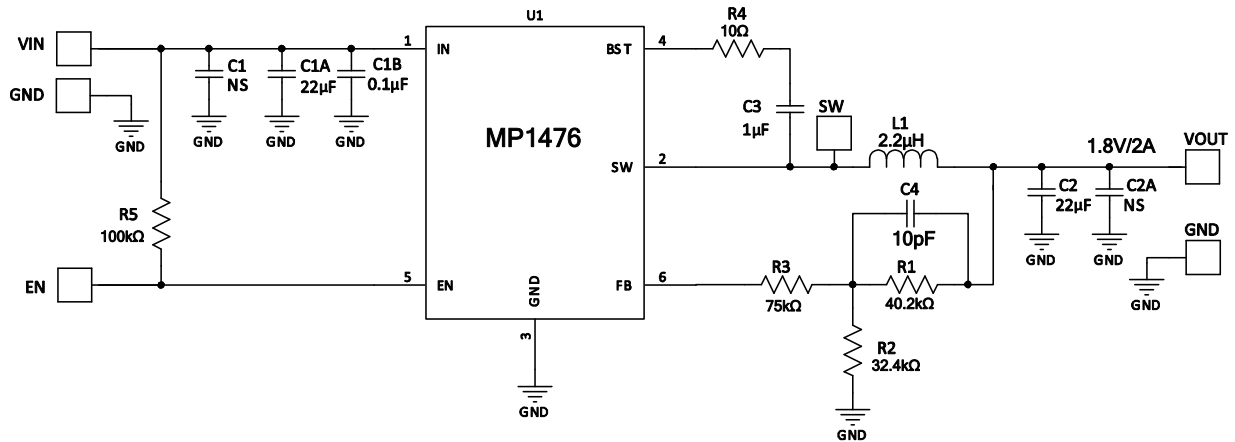 U1
R4
10Ω
VIN
1
IN
BST
4
C1
NS
C1A
22µF
C1B
0.1µF
GND
GND
GND
GND
GND
MP1476
C3
1µF
SW
L1
2.2µH
1.8V/2A
VOUT
SW
2
C4
10pF
C2
22µF
C2A
NS
GND
GND
GND
GND
R5
100kΩ
EN
5
EN
GND
3
FB
6
R3
75kΩ
R1
40.2kΩ
R2
32.4kΩ
GND
GND